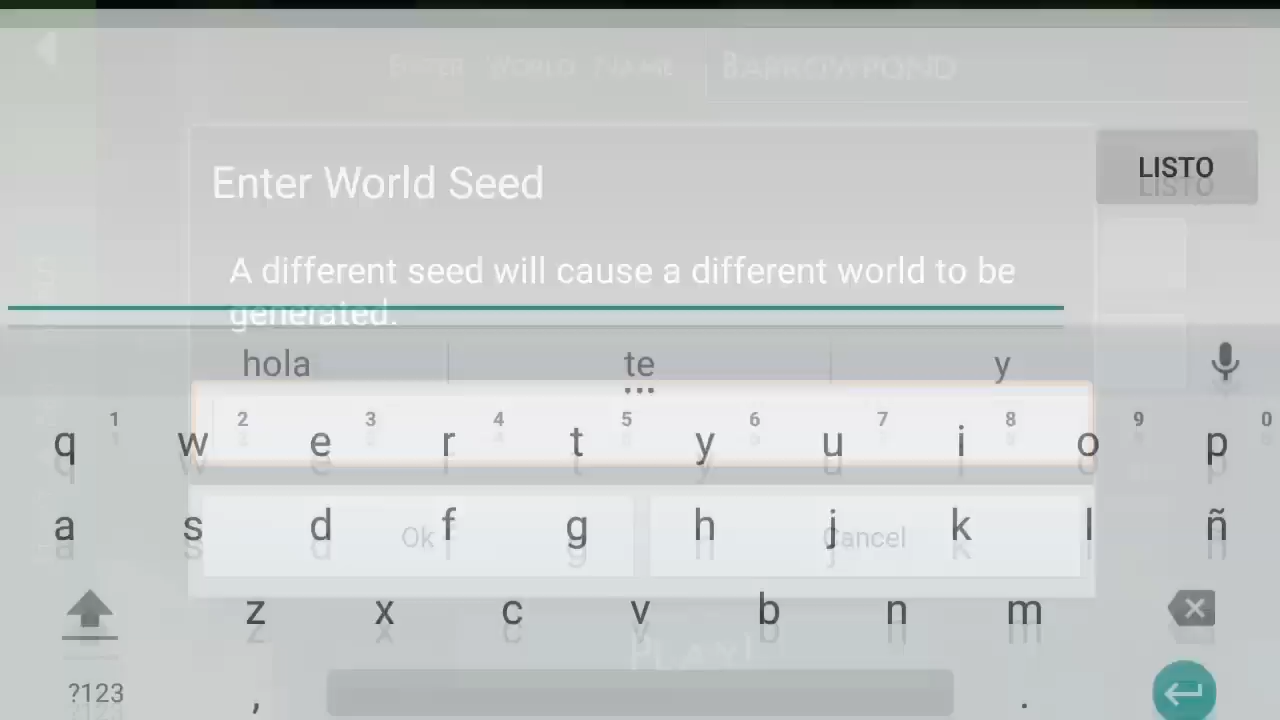 ENTER WORLD NAME BARROWPOND
Enter World Seed
LISTO
A different seed will cause a different world to be
generated.
hola te y
1 2 3 4 5 6 7 8 9 0
q w e r t y u i o p
a s d f g h j k l ñ
Ok Cancel
z x c v b n m
PLAY!
?123 , .